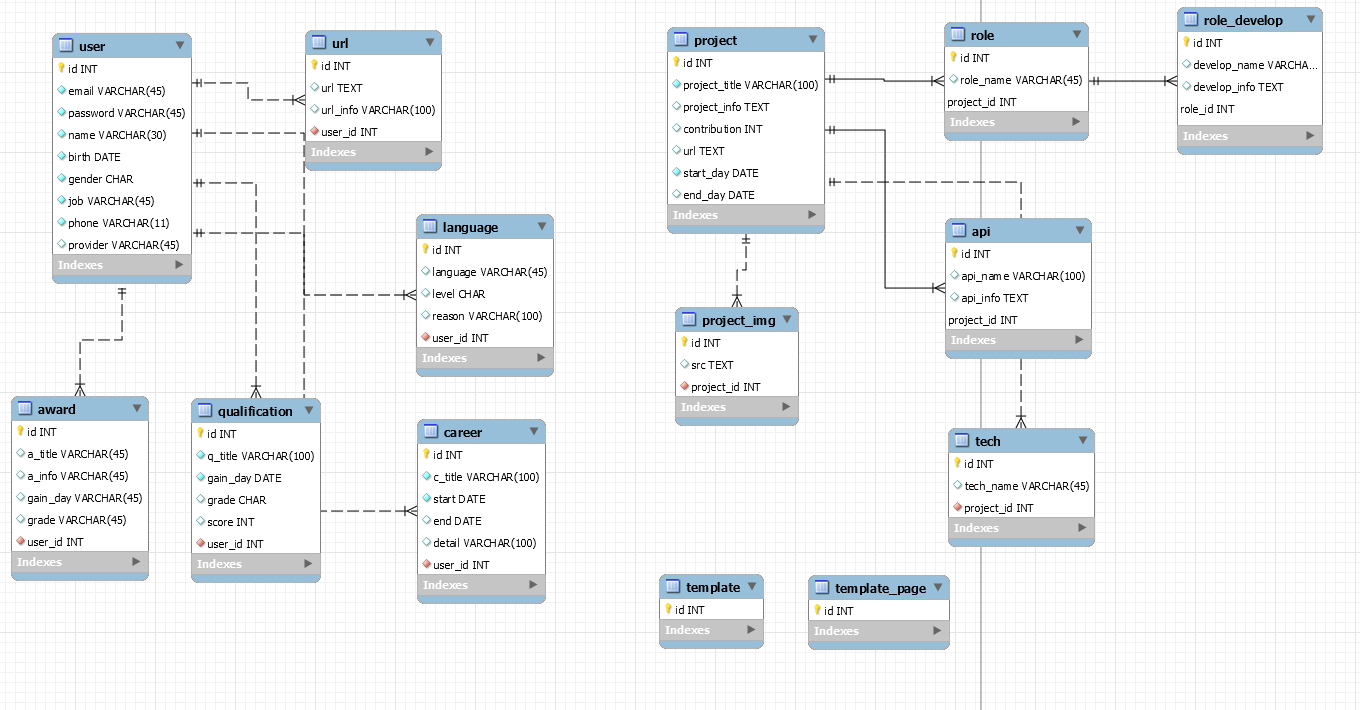 user
id INT
email VARCHAR(45)
password VARCHAR(45)
name VARCHAR(30)
birth DATE
gender CHAR
job VARCHAR(45)
phone VARCHAR(11)
provider VARCHAR(45)
Indexes
url
id INT
url TEXT
url_info VARCHAR(100)
user_id INT
Indexes
language
id INT
language VARCHAR(45)
level CHAR
reason VARCHAR(100)
user_id INT
Indexes
award
id INT
a_title VARCHAR(45)
a_info VARCHAR(45)
gain_day VARCHAR(45)
grade VARCHAR(45)
user_id INT
Indexes
qualification
id INT
q_title VARCHAR(100)
gain_day DATE
grade CHAR
score INT
user_id INT
Indexes
career
id INT
c_title VARCHAR(100)
start DATE
end DATE
detail VARCHAR(100)
user_id INT
Indexes
project
id INT
project_title VARCHAR(100)
project_info TEXT
contribution INT
url TEXT
start_day DATE
end_day DATE
Indexes
role
id INT
role_name VARCHAR(45)
project_id INT
Indexes
role_develop
id INT
develop_name VARCHA...
develop_info TEXT
role_id INT
Indexes
api
id INT
api_name VARCHAR(100)
api_info TEXT
project_id INT
Indexes
project_img
id INT
src TEXT
project_id INT
Indexes
tech
id INT
tech_name VARCHAR(45)
project_id INT
Indexes
template
id INT
Indexes
template_page
id INT
Indexes